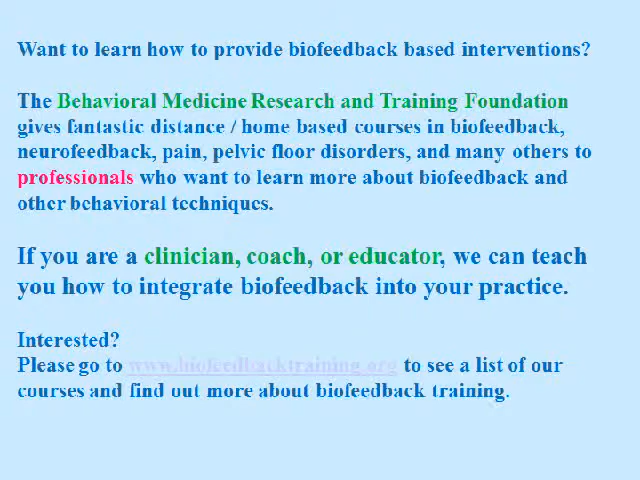 Want to learn how to provide biofeedback based interventions?
The Behavioral Medicine Research and Training Foundation
gives fantastic distance / home based courses in biofeedback,
neurofeedback, pain, pelvic floor disorders, and many others to
professionals who want to learn more about biofeedback and
other behavioral techniques.
If you are a clinician, coach, or educator, we can teach
you how to integrate biofeedback into your practice.
Interested?
Please go to www.biofeedbacktraining.org to see a list of our
courses and find out more about biofeedback training.